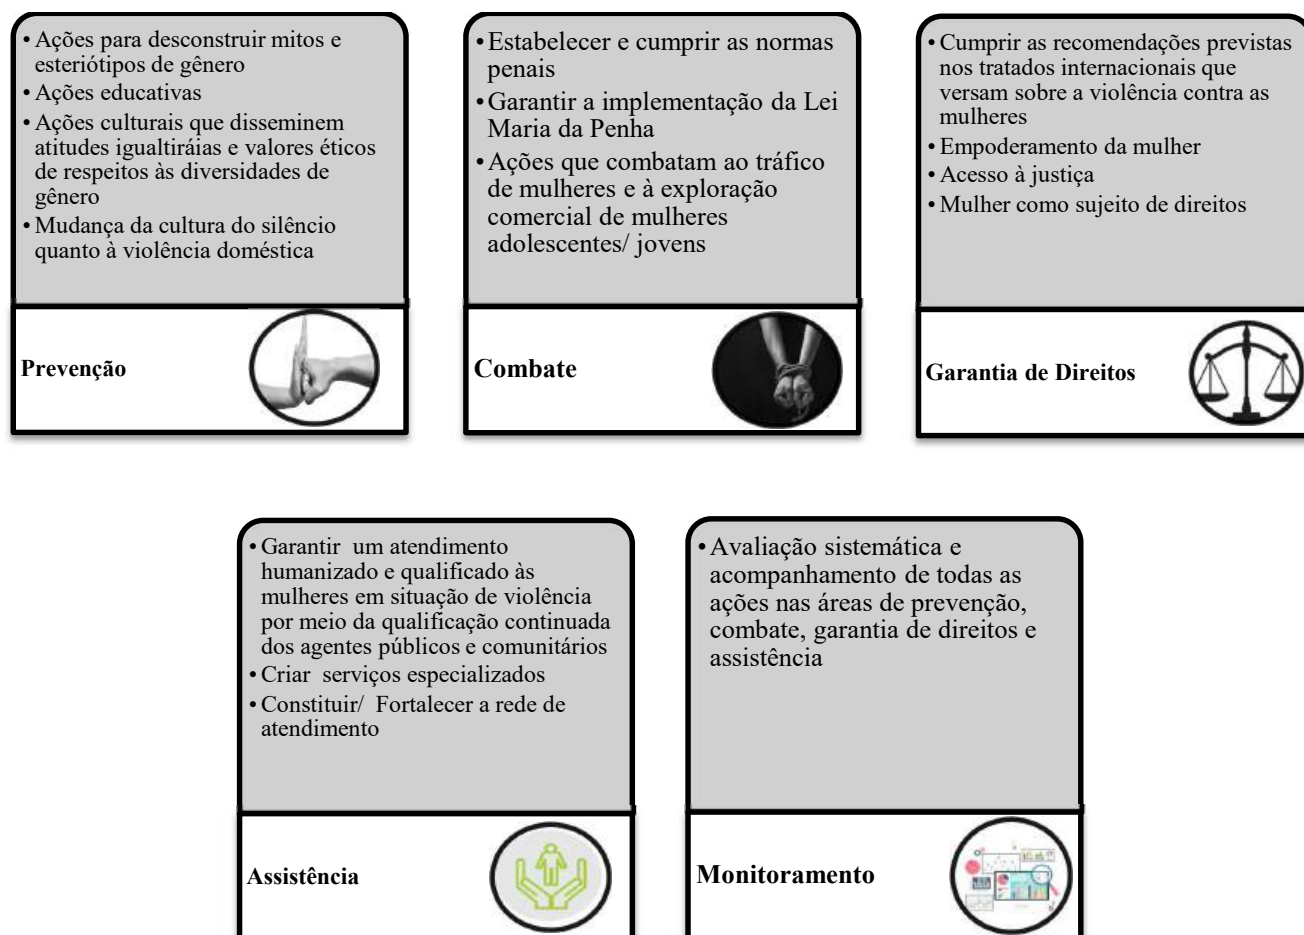 • Ações para desconstruir mitos e
esteriótipos de gênero
• Ações educativas
• Ações culturais que disseminem
atitudes igualtiráias e valores éticos
de respeitos às diversidades de
gênero
• Mudança da cultura do silêncio
quanto à violência doméstica
Prevenção
• Estabelecer e cumprir as normas
penais
• Garantir a implementação da Lei
Maria da Penha
• Ações que combatam ao tráfico
de mulheres e à exploração
comercial de mulheres
adolescentes/ jovens
Combate
• Cumprir as recomendações previstas
nos tratados internacionais que
versam sobre a violência contra as
mulheres
• Empoderamento da mulher
• Acesso à justiça
• Mulher como sujeito de direitos
Garantia de Direitos
• Garantir um atendimento
humanizado e qualificado às
mulheres em situação de violência
por meio da qualificação continuada
dos agentes públicos e comunitários
• Criar serviços especializados
• Constituir/ Fortalecer a rede de
atendimento
Assistência
• Avaliação sistemática e
acompanhamento de todas as
ações nas áreas de prevenção,
combate, garantia de direitos e
assistência
Monitoramento